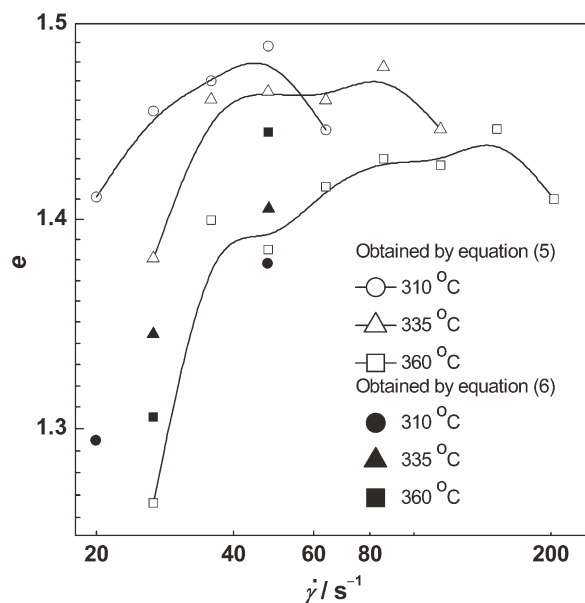 1.5
1.4
1.3
e
20
40
60
80
200
γ̇ / s⁻¹
Obtained by equation (5)
310 °C
335 °C
360 °C
Obtained by equation (6)
310 °C
335 °C
360 °C